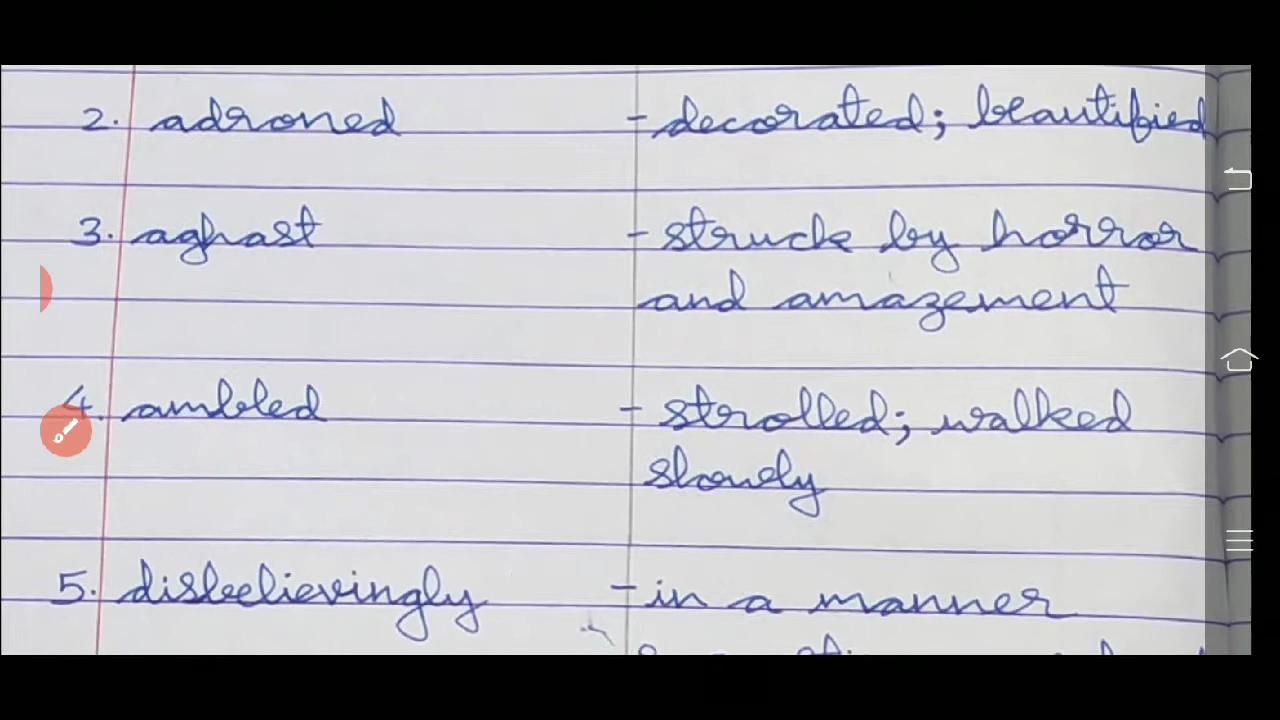 2. adroned - decorated; beautified
3. aghast - struck by horror
and amazement
4. ambled - strolled; walked
slowly
5. disbelievingly - in a manner